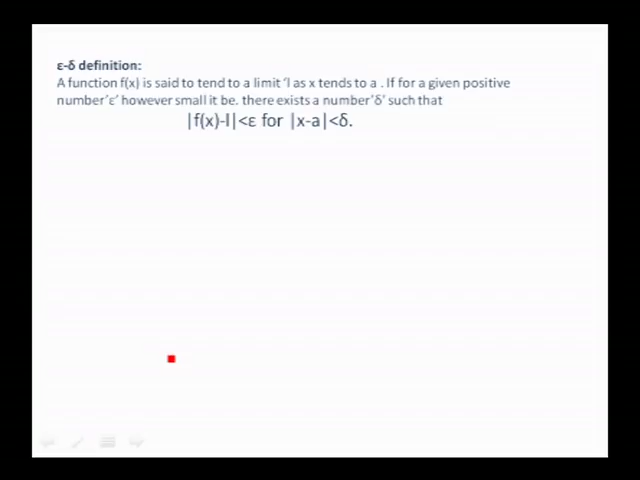 ε-δ definition:
A function f(x) is said to tend to a limit 'l as x tends to a . If for a given positive
number'ε' however small it be. there exists a number'δ' such that
|f(x)-l|<ε for |x-a|<δ.